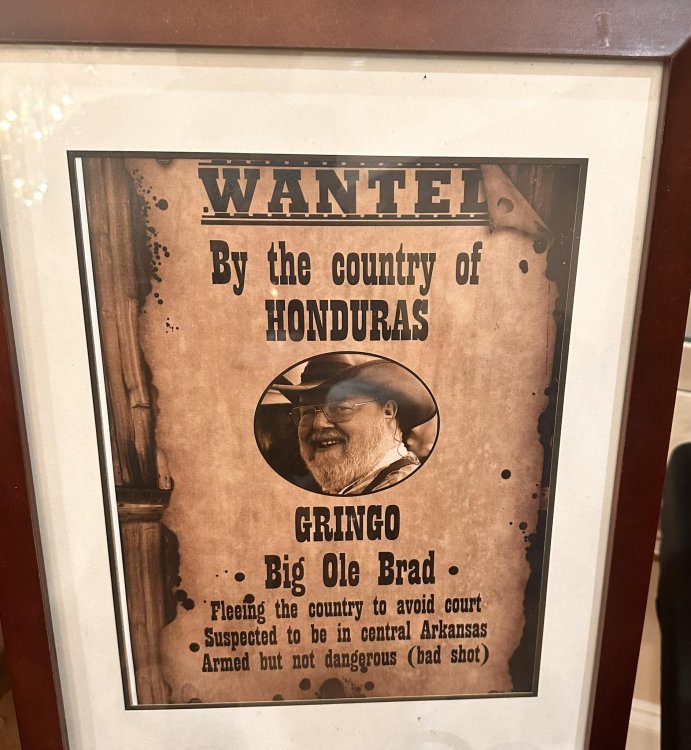 WANTED
By the country of
HONDURAS
GRINGO
• Big Ole Brad •
Fleeing the country to avoid court
Suspected to be in central Arkansas
Armed but not dangerous (bad shot)